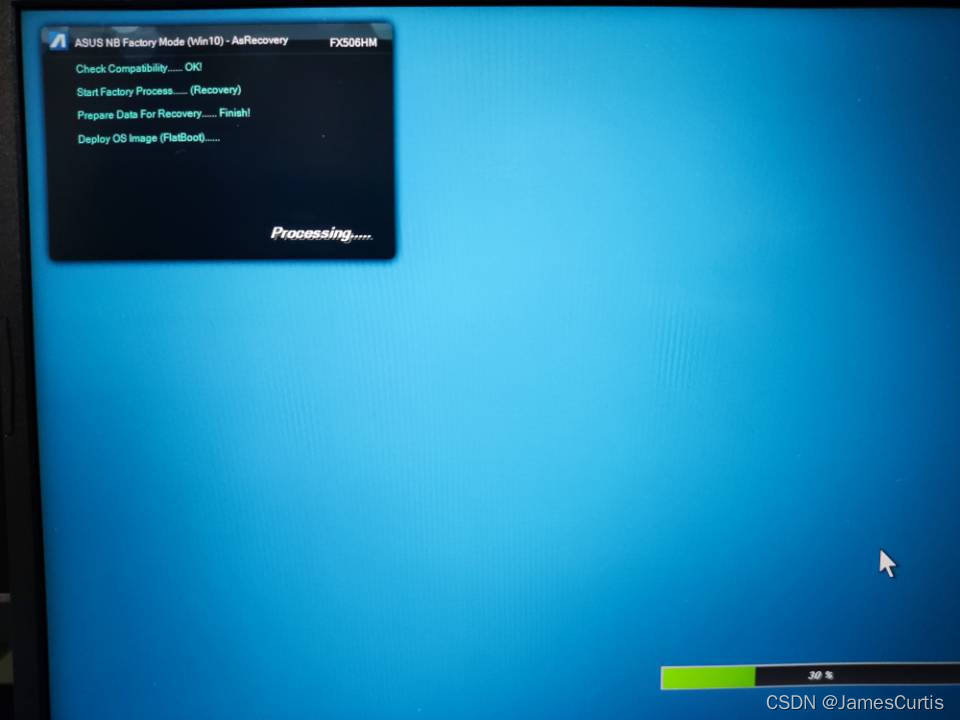 ASUS NB Factory Mode (Win10) - AsRecovery FX506HM
Check Compatibility...... OK!
Start Factory Process..... (Recovery)
Prepare Data For Recovery...... Finish!
Deploy OS Image (FlatBoot)......
Processing.....
30 %
CSDN @JamesCurtis